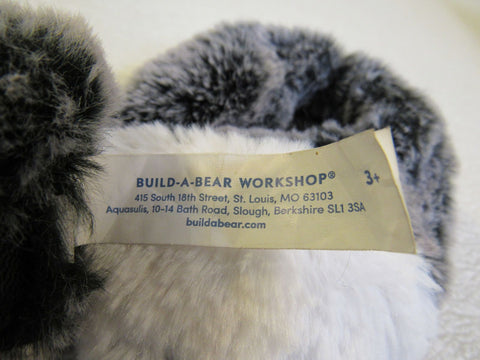 BUILD-A-BEAR WORKSHOP® 3+
415 South 18th Street, St. Louis, MO 63103
Aquasulis, 10-14 Bath Road, Slough, Berkshire SL1 3SA
buildabear.com